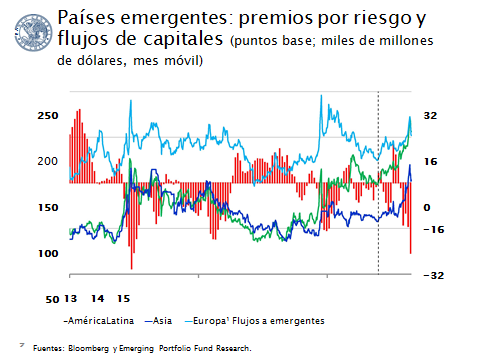 Países emergentes: premios por riesgo y
flujos de capitales (puntos base; miles de millones
de dólares, mes móvil)
250 32
200 16
150 0
100 −16
50 −32
13 14 15
−AméricaLatina —Asia —Europa¹ Flujos a emergentes
Fuentes: Bloomberg y Emerging Portfolio Fund Research.